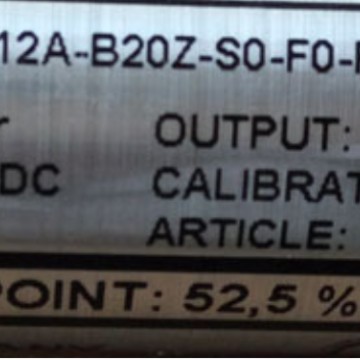 12A-B20Z-S0-F0-
r OUTPUT:
DC CALIBRAT
ARTICLE:
POINT: 52,5 %